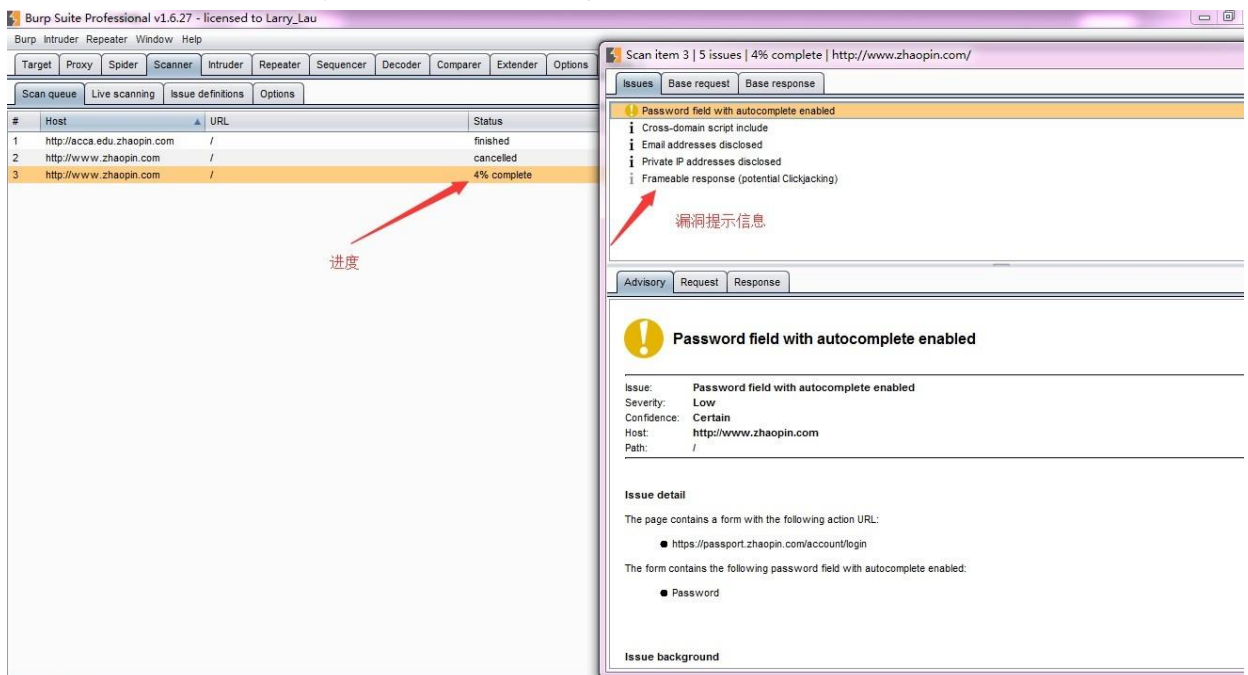 Burp Suite Professional v1.6.27 - licensed to Larry_Lau
Burp Intruder Repeater Window Help
Target Proxy Spider Scanner Intruder Repeater Sequencer Decoder Comparer Extender Options
Scan queue Live scanning Issue definitions Options
# Host URL Status
1 http://acca.edu.zhaopin.com / finished
2 http://www.zhaopin.com / cancelled
3 http://www.zhaopin.com / 4% complete
进度
Scan item 3 | 5 issues | 4% complete | http://www.zhaopin.com/
Issues Base request Base response
Password field with autocomplete enabled
Cross-domain script include
Email addresses disclosed
Private IP addresses disclosed
Frameable response (potential Clickjacking)
漏洞提示信息
Advisory Request Response
Password field with autocomplete enabled
Issue: Password field with autocomplete enabled
Severity: Low
Confidence: Certain
Host: http://www.zhaopin.com
Path: /
Issue detail
The page contains a form with the following action URL:
https://passport.zhaopin.com/account/login
The form contains the following password field with autocomplete enabled:
Password
Issue background